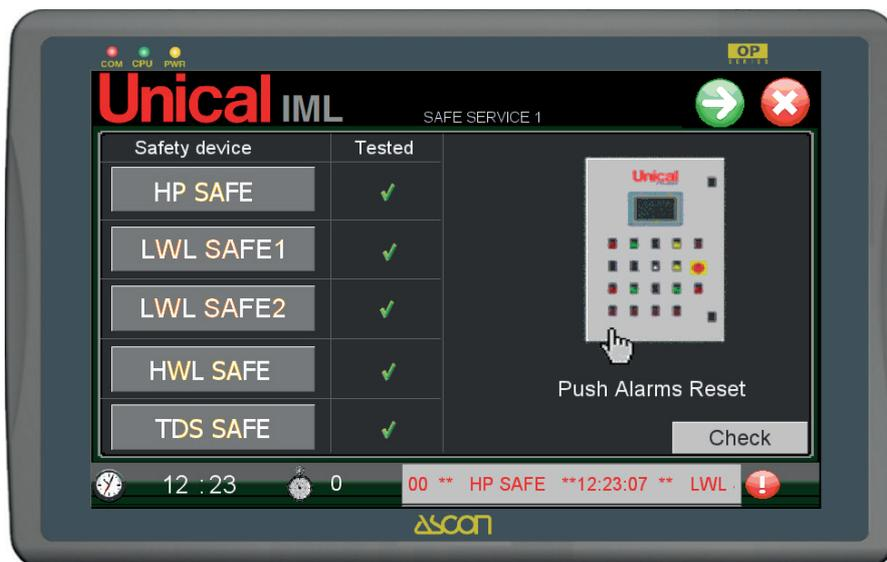 COM CPU PWR
OP
SERIES
Unical IML
SAFE SERVICE 1
Safety device Tested
HP SAFE
LWL SAFE1
LWL SAFE2
HWL SAFE
TDS SAFE
Unical
Push Alarms Reset
Check
12 : 23 0 00 ** HP SAFE **12:23:07 ** LWL
ASCON